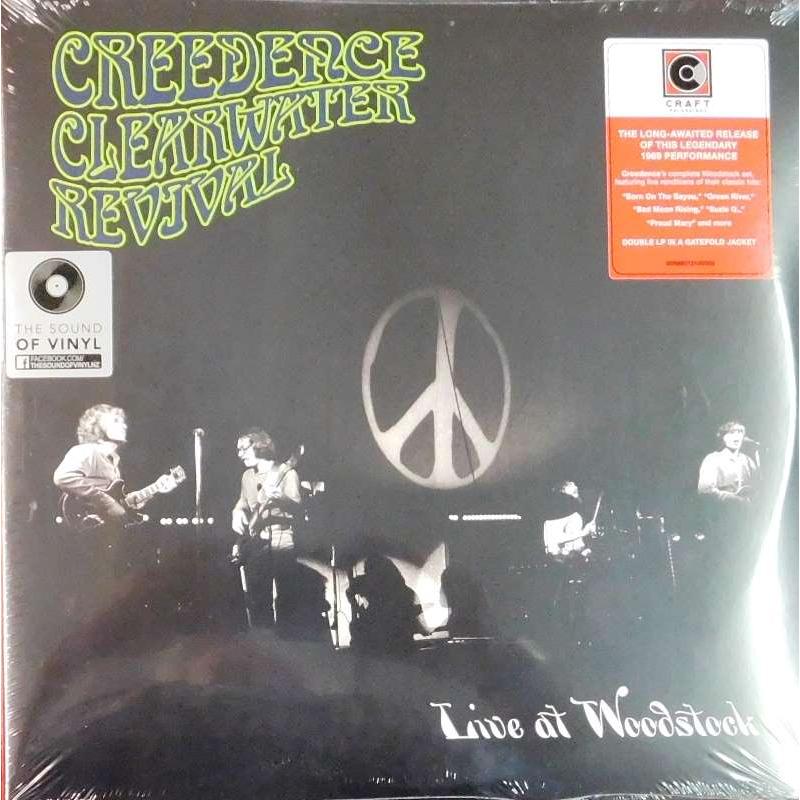 CREEDENCE
CLEARWATER
REVIVAL
CRAFT
RECORDINGS
THE LONG-AWAITED RELEASE
OF THIS LEGENDARY
1969 PERFORMANCE
Creedence's complete Woodstock set,
featuring live renditions of their classic hits:
"Born On The Bayou," "Green River,"
"Bad Moon Rising," "Suzie Q.,"
"Proud Mary" and more
DOUBLE LP IN A GATEFOLD JACKET
THE SOUND
OF VINYL
FACEBOOK.COM/
THESOUNDOFVINYLNZ
Live at Woodstock